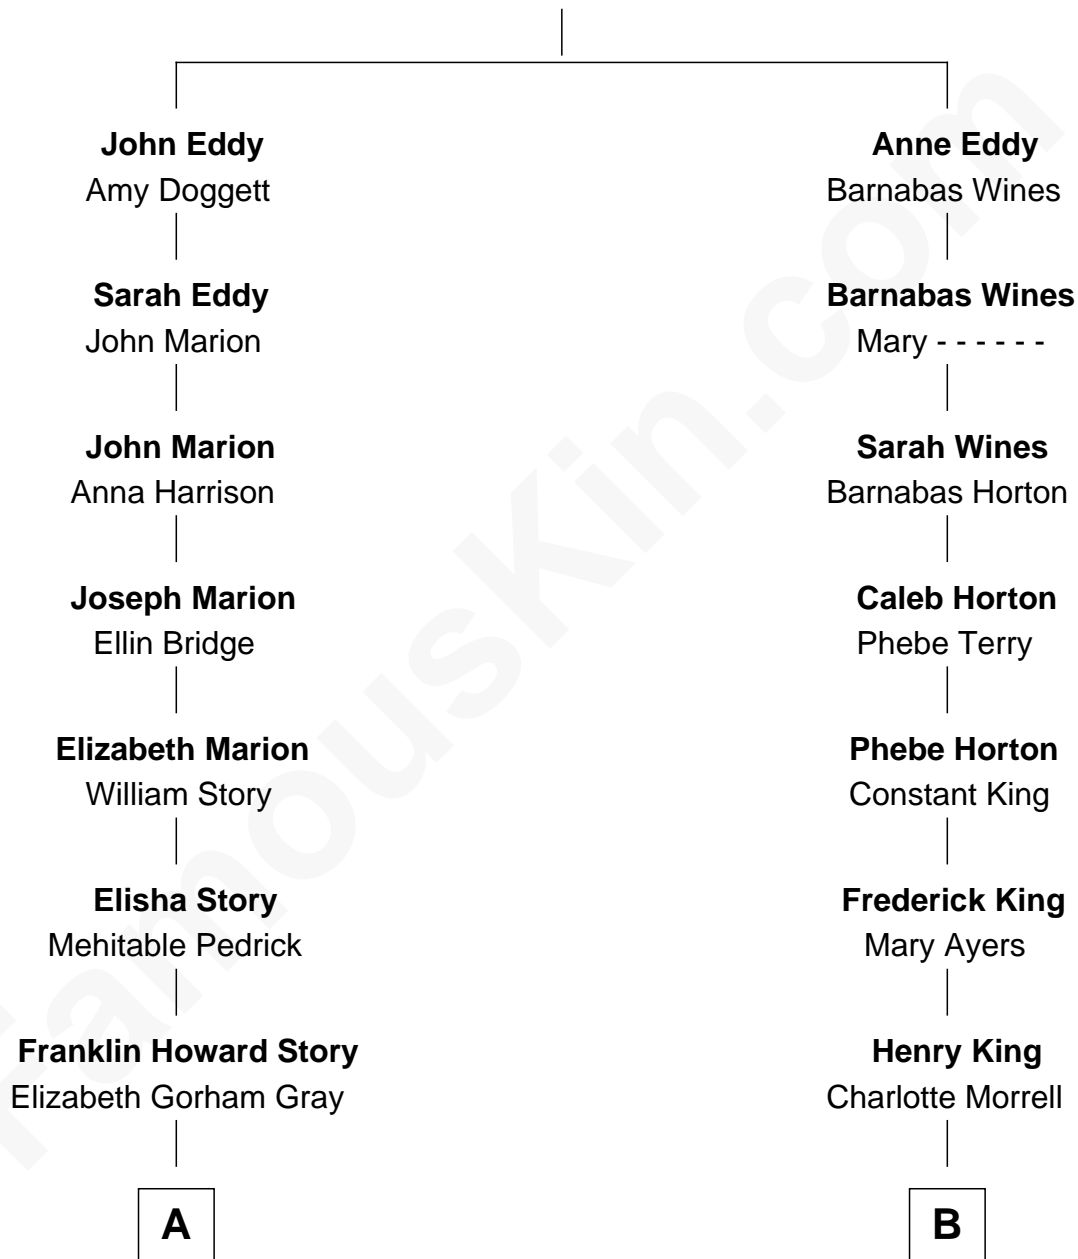 John Eddy
Amy Doggett
Sarah Eddy
John Marion
John Marion
Anna Harrison
Joseph Marion
Ellin Bridge
Elizabeth Marion
William Story
Elisha Story
Mehitable Pedrick
Franklin Howard Story
Elizabeth Gorham Gray
A
Anne Eddy
Barnabas Wines
Barnabas Wines
Mary - - - - - -
Sarah Wines
Barnabas Horton
Caleb Horton
Phebe Terry
Phebe Horton
Constant King
Frederick King
Mary Ayers
Henry King
Charlotte Morrell
B
FamousKin.com